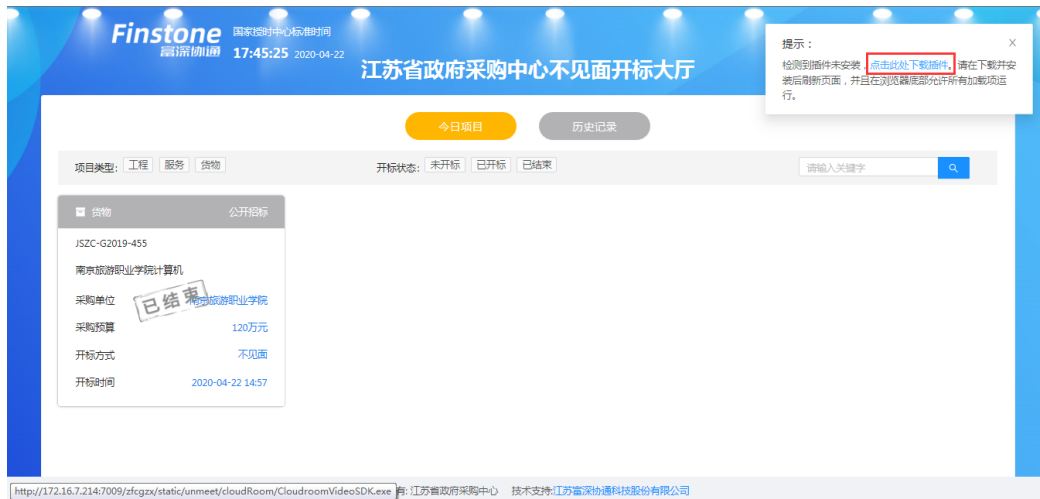 Finstone
富深协通
国家授时中心标准时间
17:45:25 2020-04-22
江苏省政府采购中心不见面开标大厅
提示：
检测到插件未安装，点击此处下载插件。请在下载并安
装后刷新页面，并且在浏览器底部允许所有加载项运
行。
今日项目
历史记录
项目类型: 工程 服务 货物
开标状态: 未开标 已开标 已结束
请输入关键字
货物 公开招标
JSZC-G2019-455
南京旅游职业学院计算机
采购单位 南京旅游职业学院
已结束
采购预算 120万元
开标方式 不见面
开标时间 2020-04-22 14:57
http://172.16.7.214:7009/zfcgzx/static/unmeet/cloudRoom/CloudroomVideoSDK.exe
有: 江苏省政府采购中心 技术支持:江苏富深协通科技股份有限公司